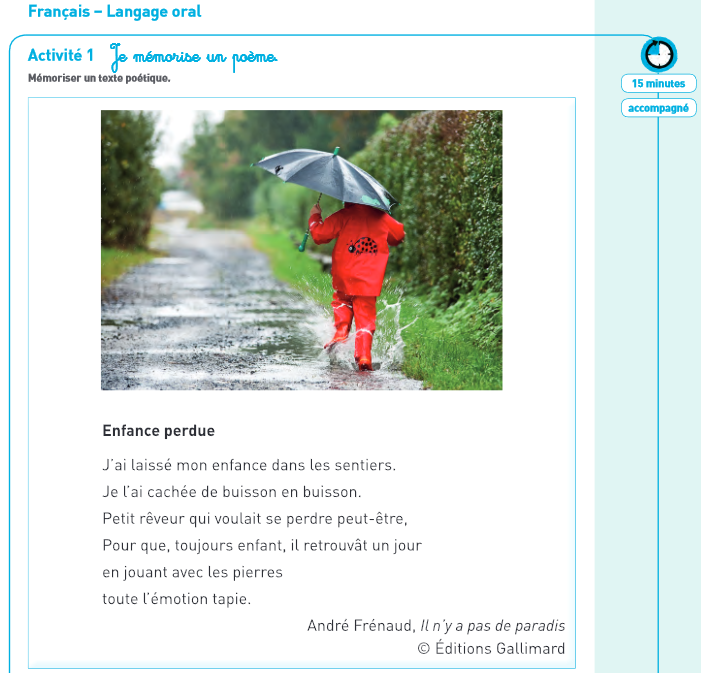 Français – Langage oral
Activité 1 Je mémorise un poème.
Mémoriser un texte poétique.
15 minutes
accompagné
Enfance perdue
J'ai laissé mon enfance dans les sentiers.
Je l'ai cachée de buisson en buisson.
Petit rêveur qui voulait se perdre peut-être,
Pour que, toujours enfant, il retrouvât un jour
en jouant avec les pierres
toute l'émotion tapie.
André Frénaud, Il n'y a pas de paradis
© Éditions Gallimard